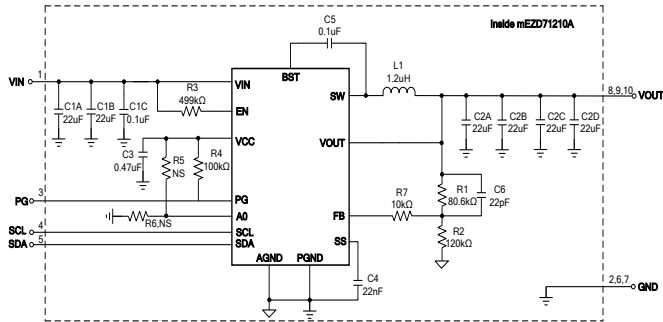 Inside mEZD71210A
C5
0.1uF
L1
1.2uH
VIN
1
C1A
22uF
C1B
22uF
C1C
0.1uF
R3
499kΩ
VIN
EN
BST
SW
8,9,10
VOUT
C2A
22uF
C2B
22uF
C2C
22uF
C2D
22uF
C3
0.47uF
R5
NS
R4
100kΩ
VCC
VOUT
PG
3
PG
A0
R6,NS
SCL
4
SCL
SDA
5
SDA
FB
R7
10kΩ
R1
80.6kΩ
C6
22pF
R2
120kΩ
SS
C4
22nF
AGND
PGND
2,6,7
GND